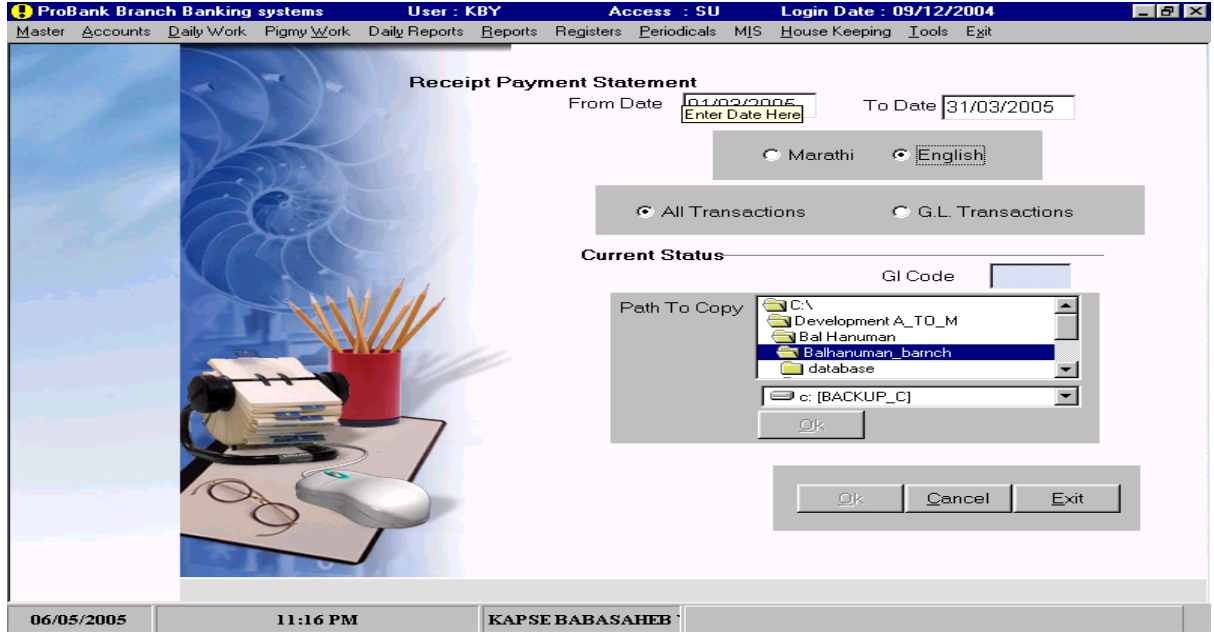 ProBank Branch Banking systems User : KBY Access : SU Login Date : 09/12/2004
Master Accounts Daily Work Pigmy Work Daily Reports Reports Registers Periodicals MIS House Keeping Tools Exit
Receipt Payment Statement
From Date 01/03/2005 To Date 31/03/2005
Enter Date Here
Marathi English
All Transactions G.L. Transactions
Current Status
Gl Code
Path To Copy C:\
Development A_TO_M
Bal Hanuman
Balhanuman_barnch
database
c: [BACKUP_C]
Ok
Ok Cancel Exit
06/05/2005 11:16 PM KAPSE BABASAHEB